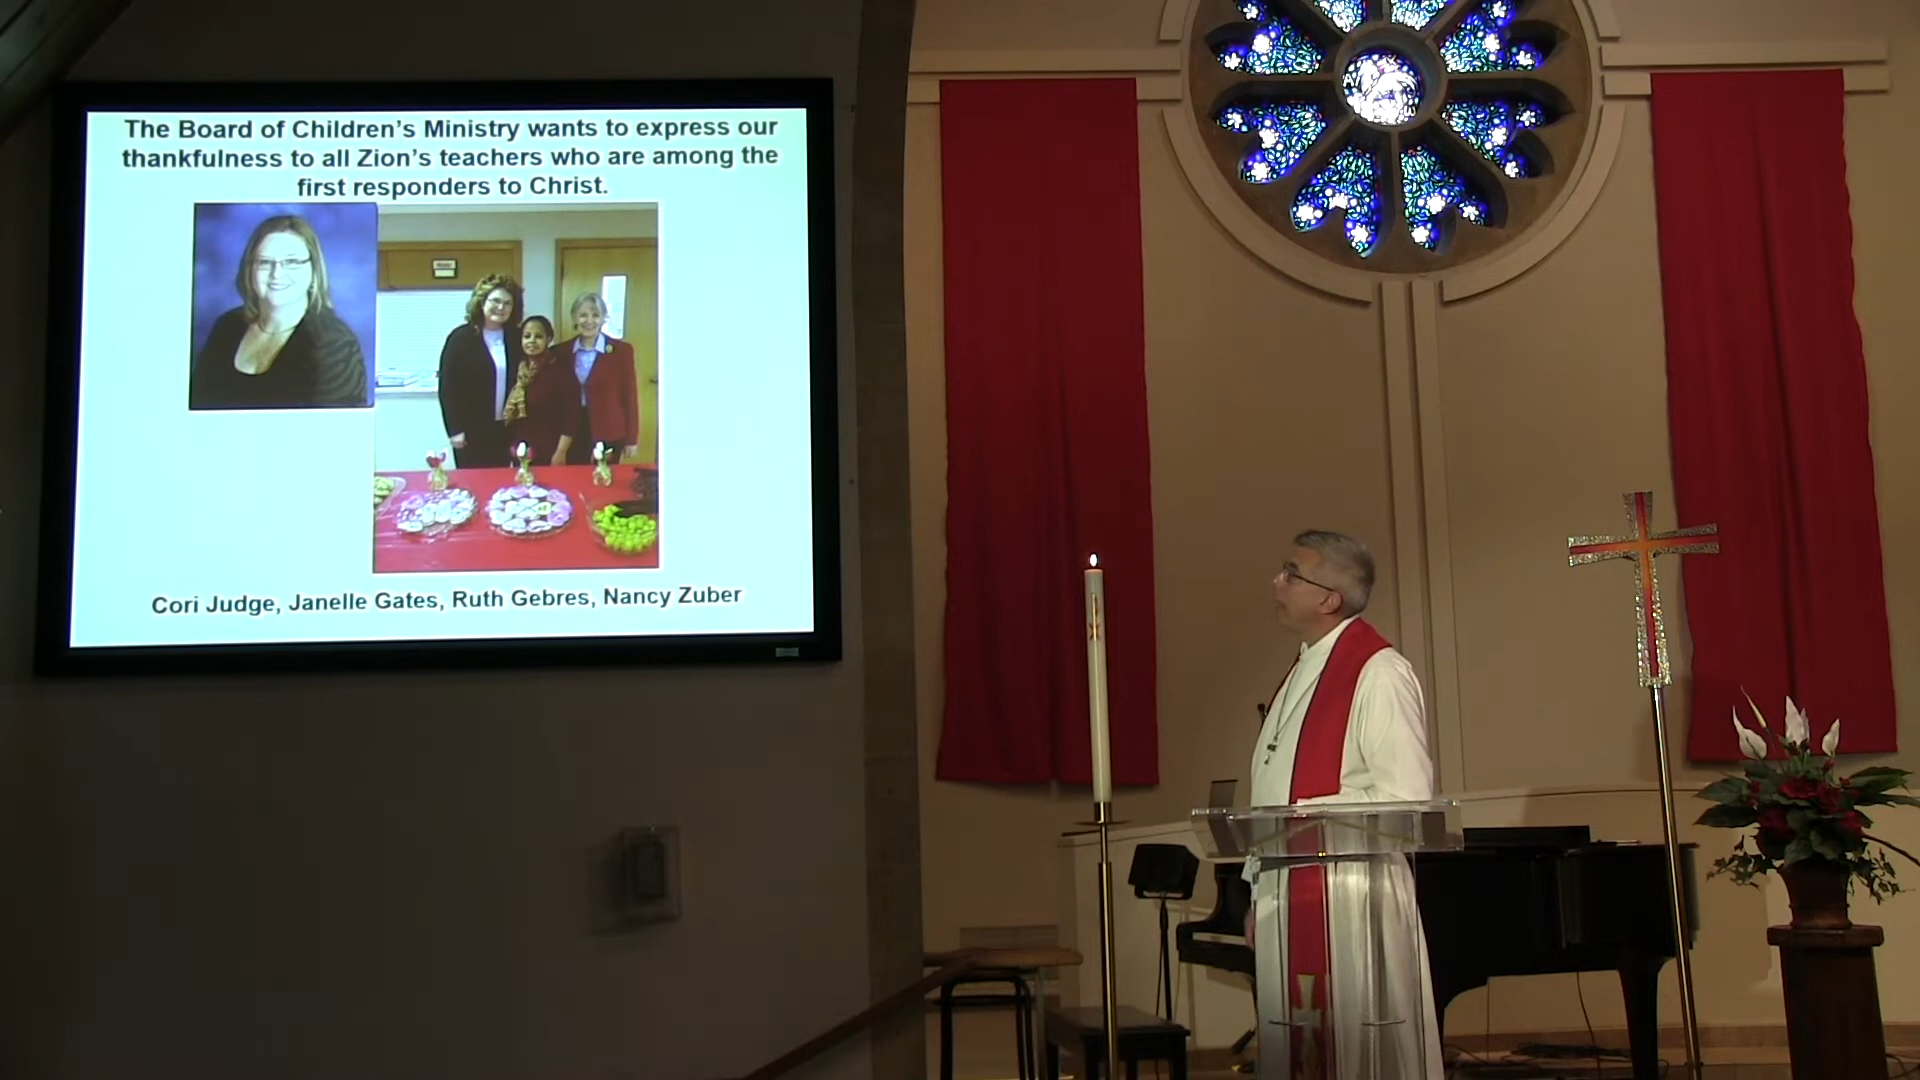 The Board of Children's Ministry wants to express our
thankfulness to all Zion's teachers who are among the
first responders to Christ.
Cori Judge, Janelle Gates, Ruth Gebres, Nancy Zuber